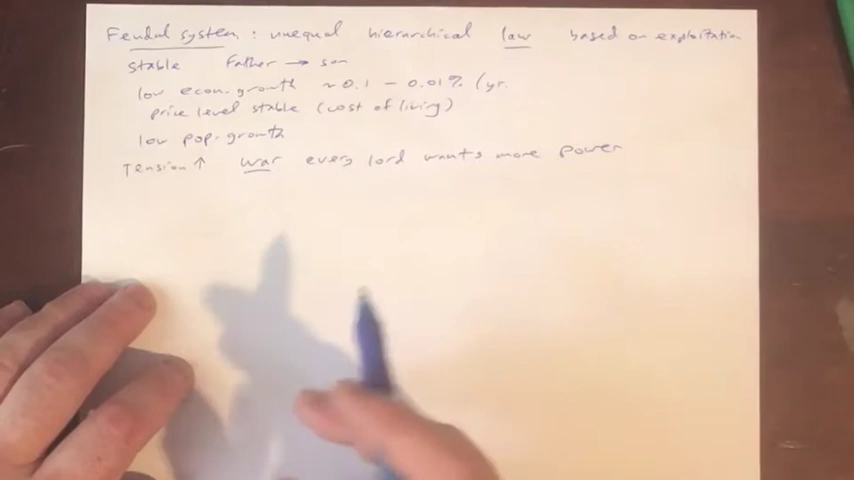 Feudal system : unequal hierarchical law based on exploitation
stable Father → son
low econ. growth ~0.1 - 0.01% / yr.
price level stable (cost of living)
low pop. growth
Tension ↑ war every lord wants more power